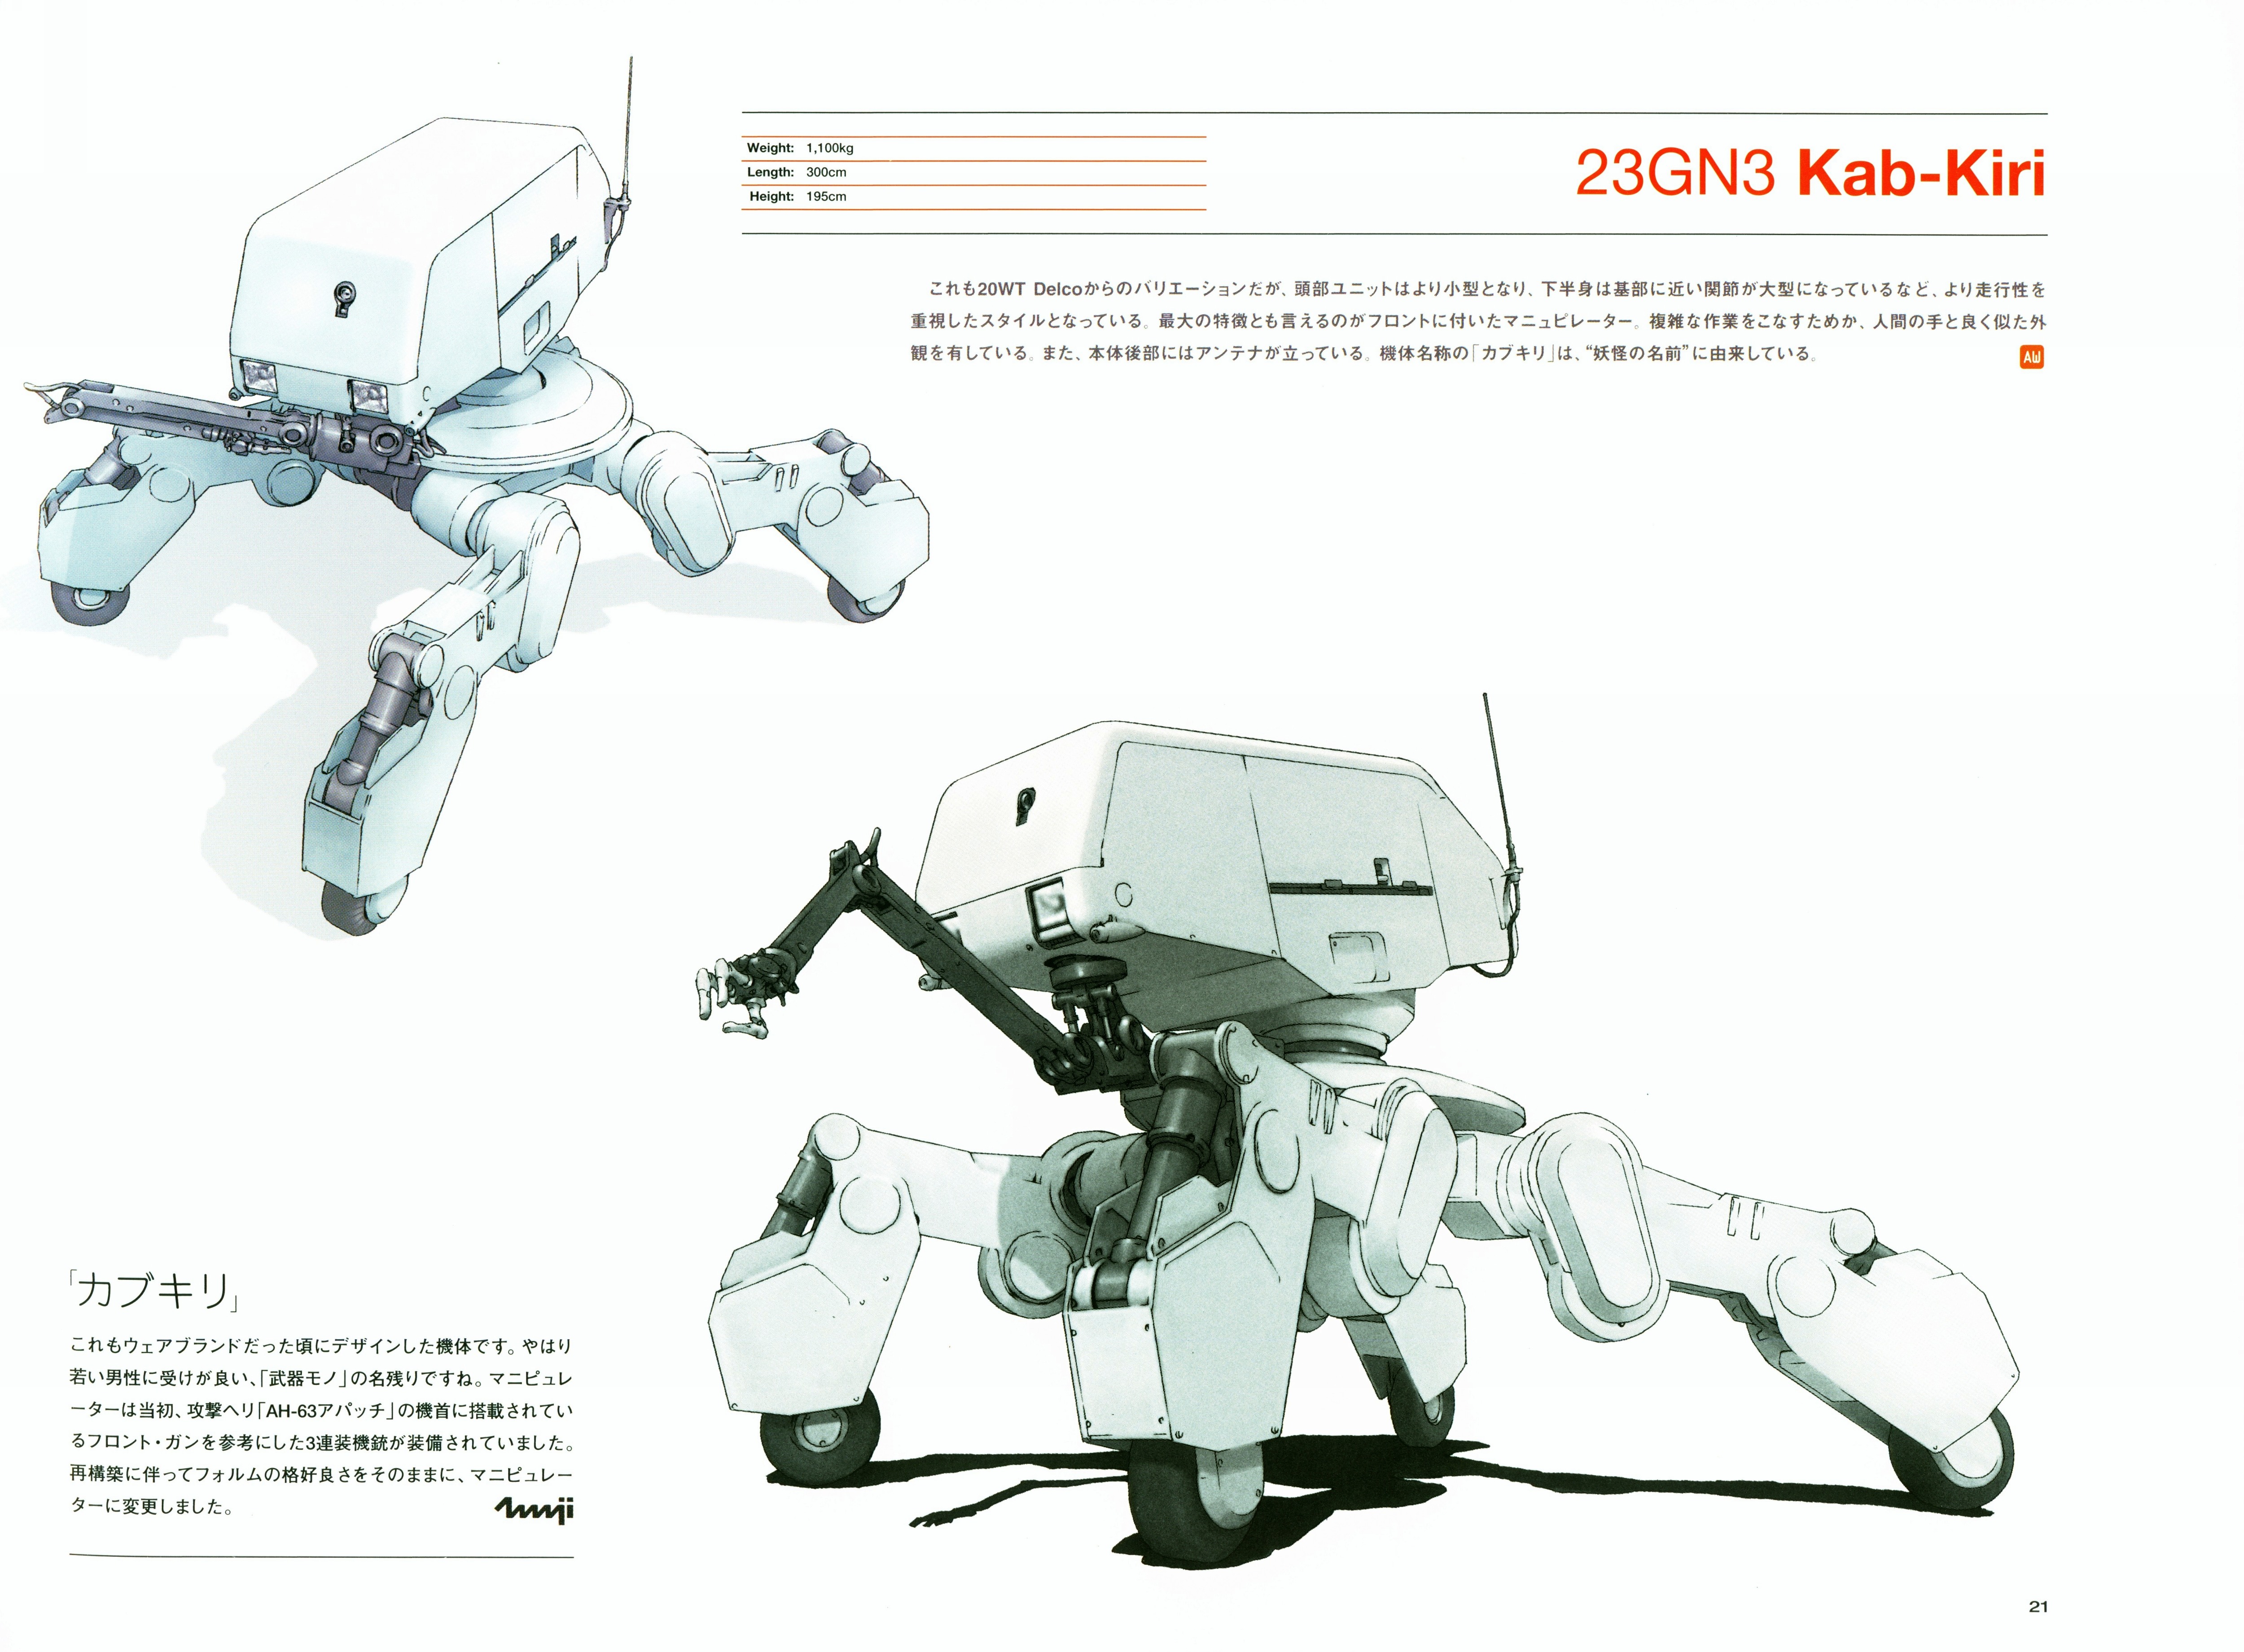 Weight: 1,100kg
Length: 300cm
Height: 195cm
23GN3 Kab-Kiri
これも20WT Delcoからのバリエーションだが、頭部ユニットはより小型となり、下半身は基部に近い関節が大型になっているなど、より走行性を
重視したスタイルとなっている。最大の特徴とも言えるのがフロントに付いたマニュピレーター。複雑な作業をこなすためか、人間の手と良く似た外
観を有している。また、本体後部にはアンテナが立っている。機体名称の「カブキリ」は、“妖怪の名前”に由来している。
AW
「カブキリ」
これもウェアブランドだった頃にデザインした機体です。やはり
若い男性に受けが良い、「武器モノ」の名残りですね。マニピュレ
ーターは当初、攻撃ヘリ「AH-63アパッチ」の機首に搭載されてい
るフロント・ガンを参考にした3連装機銃が装備されていました。
再構築に伴ってフォルムの格好良さをそのままに、マニピュレー
ターに変更しました。
21